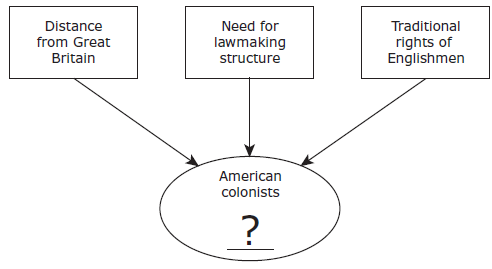 Distance
from Great
Britain
Need for
lawmaking
structure
Traditional
rights of
Englishmen
American
colonists
?